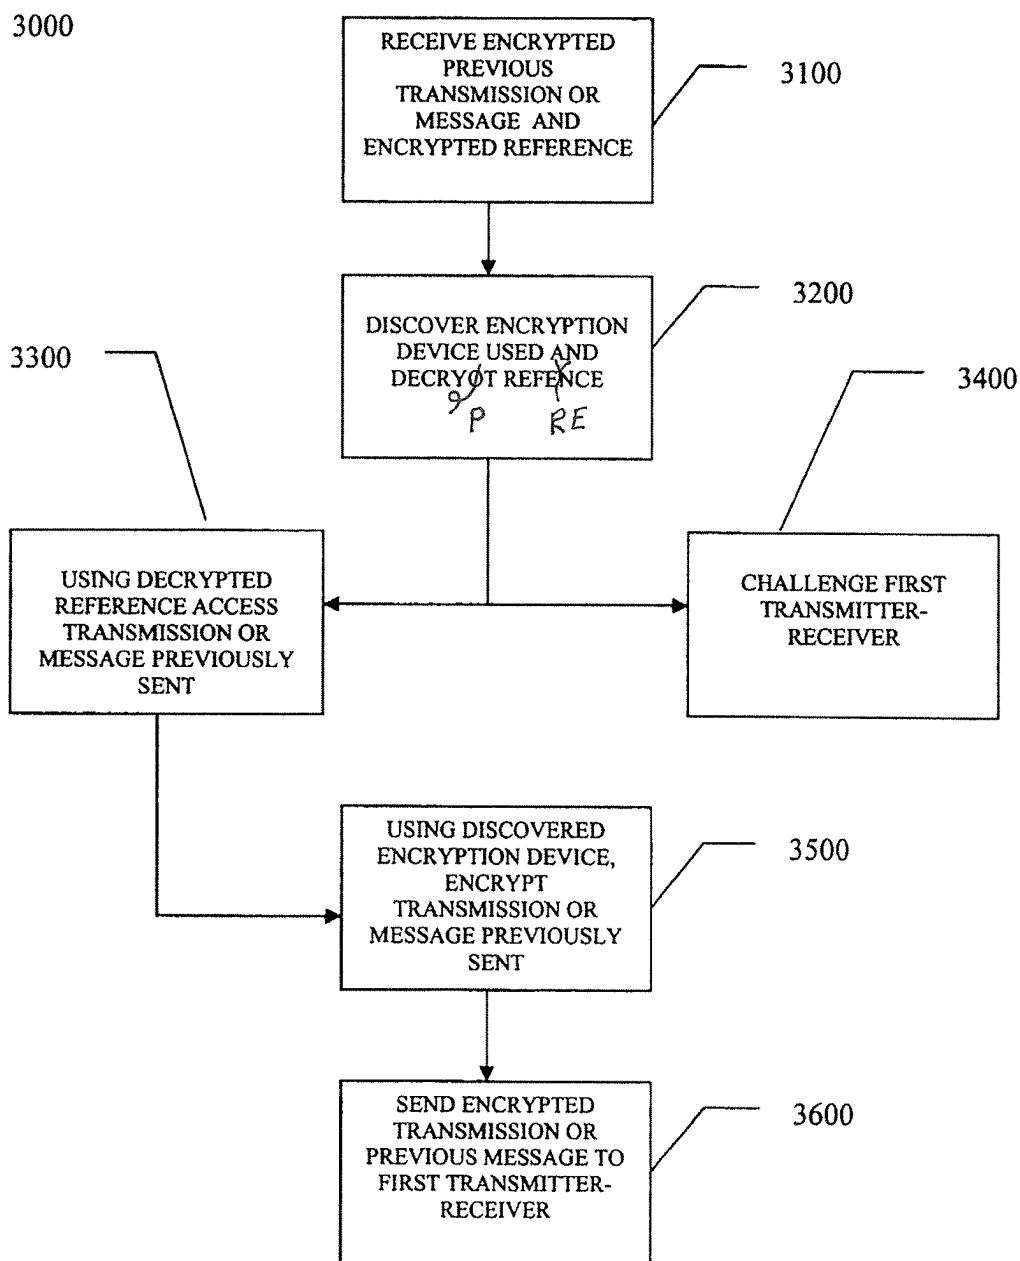 3000
RECEIVE ENCRYPTED
PREVIOUS
TRANSMISSION OR
MESSAGE AND
ENCRYPTED REFERENCE
3100
DISCOVER ENCRYPTION
DEVICE USED AND
DECRYOT REFENCE
P RE
3200
3300
3400
USING DECRYPTED
REFERENCE ACCESS
TRANSMISSION OR
MESSAGE PREVIOUSLY
SENT
CHALLENGE FIRST
TRANSMITTER-
RECEIVER
USING DISCOVERED
ENCRYPTION DEVICE,
ENCRYPT
TRANSMISSION OR
MESSAGE PREVIOUSLY
SENT
3500
SEND ENCRYPTED
TRANSMISSION OR
PREVIOUS MESSAGE TO
FIRST TRANSMITTER-
RECEIVER
3600